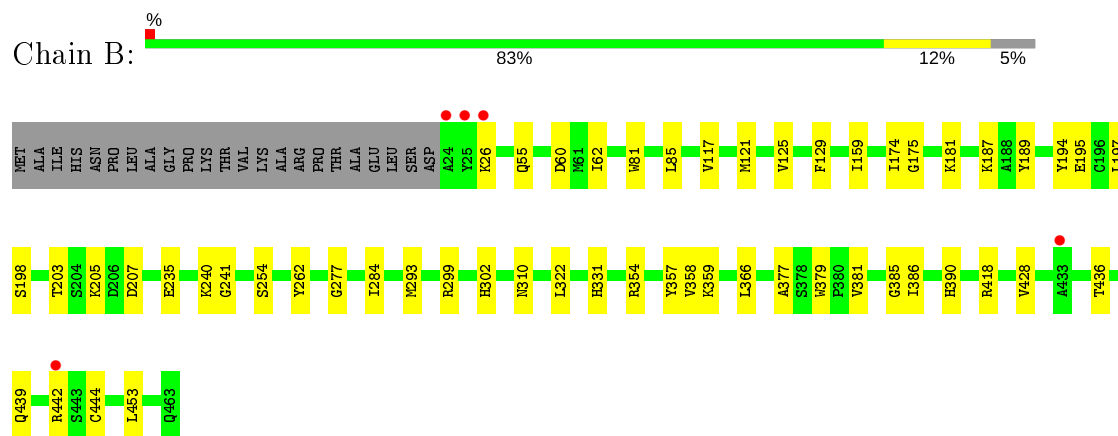 %
Chain B:
83% 12% 5%
MET ALA ILE HIS ASN PRO LEU ALA GLY PRO LYS THR VAL LYS ALA ARG PRO THR ALA GLU LEU SER ASP A24 Y25 K26 Q55 D60 M61 I62 W81 L85 V117 M121 V125 F129 I159 I174 G175 K181 K187 A188 Y189 Y194 E195 C196
S198 T203 S204 K205 D206 D207 E235 K240 G241 S254 Y262 G277 I284 M293 R299 H302 N310 L322 H331 R354 Y357 V358 K359 L366 A377 S378 W379 P380 V381 G385 I386 H390 R418 V428 A433 T436
Q439 R442 S443 C444 L453 Q463